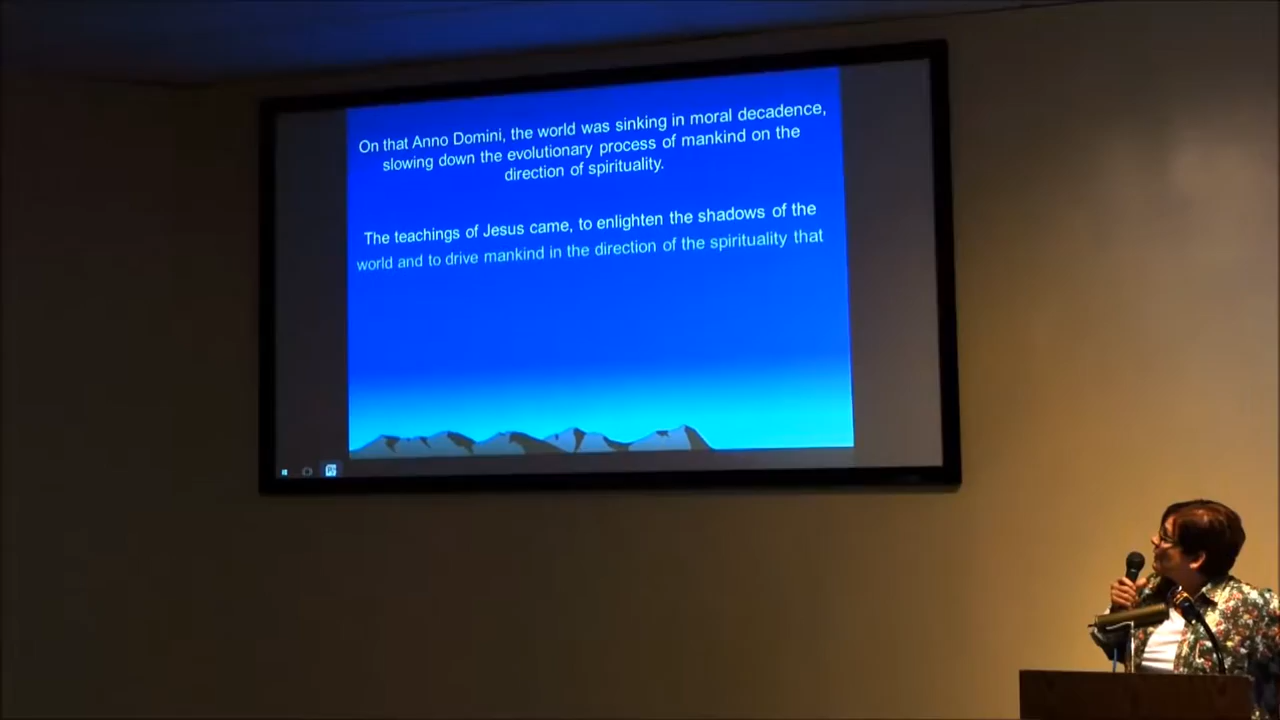 On that Anno Domini, the world was sinking in moral decadence,
slowing down the evolutionary process of mankind on the
direction of spirituality.
The teachings of Jesus came, to enlighten the shadows of the
world and to drive mankind in the direction of the spirituality that